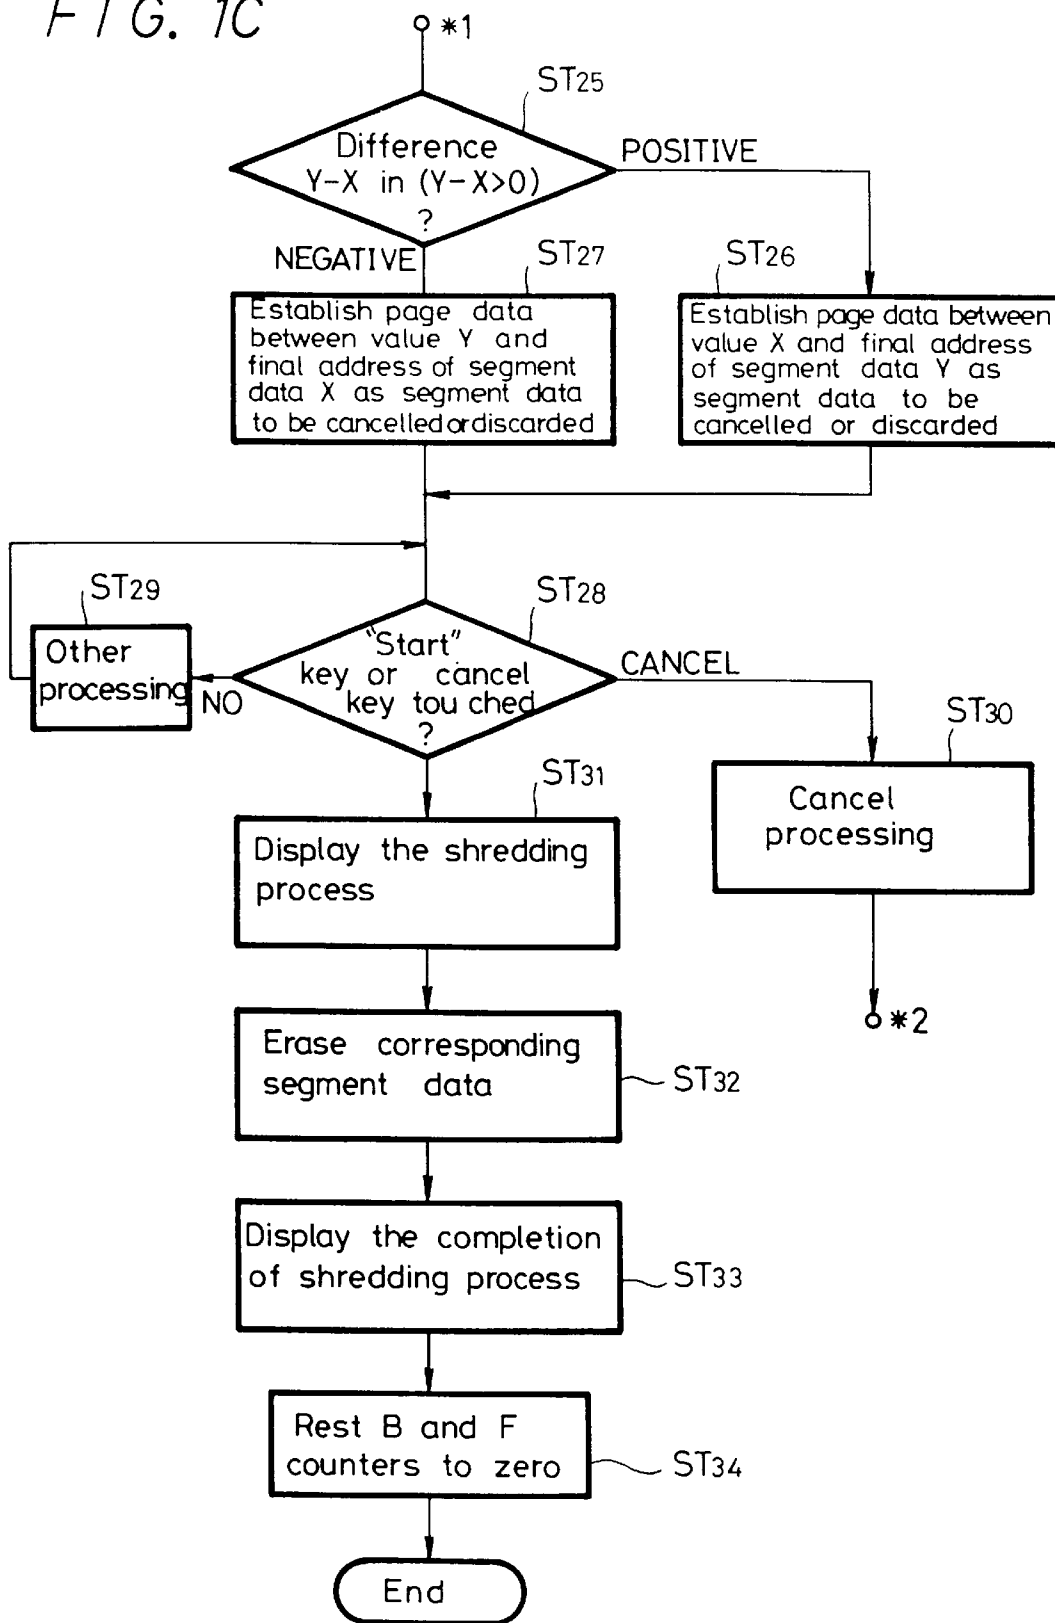 FIG. 1C
*1
ST25
Difference
Y-X in (Y-X>0)
?
POSITIVE
NEGATIVE
ST27
Establish page data
between value Y and
final address of segment
data X as segment data
to be cancelled or discarded
ST26
Establish page data between
value X and final address
of segment data Y as
segment data to be
cancelled or discarded
ST29
Other
processing
NO
ST28
"Start"
key or cancel
key tou ched
?
CANCEL
ST30
Cancel
processing
*2
ST31
Display the shredding
process
Erase corresponding
segment data
ST32
Display the completion
of shredding process
ST33
Rest B and F
counters to zero
ST34
End